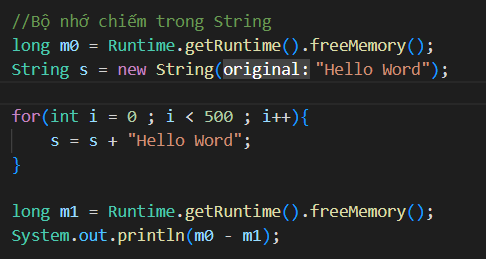 //Bộ nhớ chiếm trong String
long m0 = Runtime.getRuntime().freeMemory();
String s = new String(original: "Hello Word");
for(int i = 0 ; i < 500 ; i++){
s = s + "Hello Word";
}
long m1 = Runtime.getRuntime().freeMemory();
System.out.println(m0 - m1);